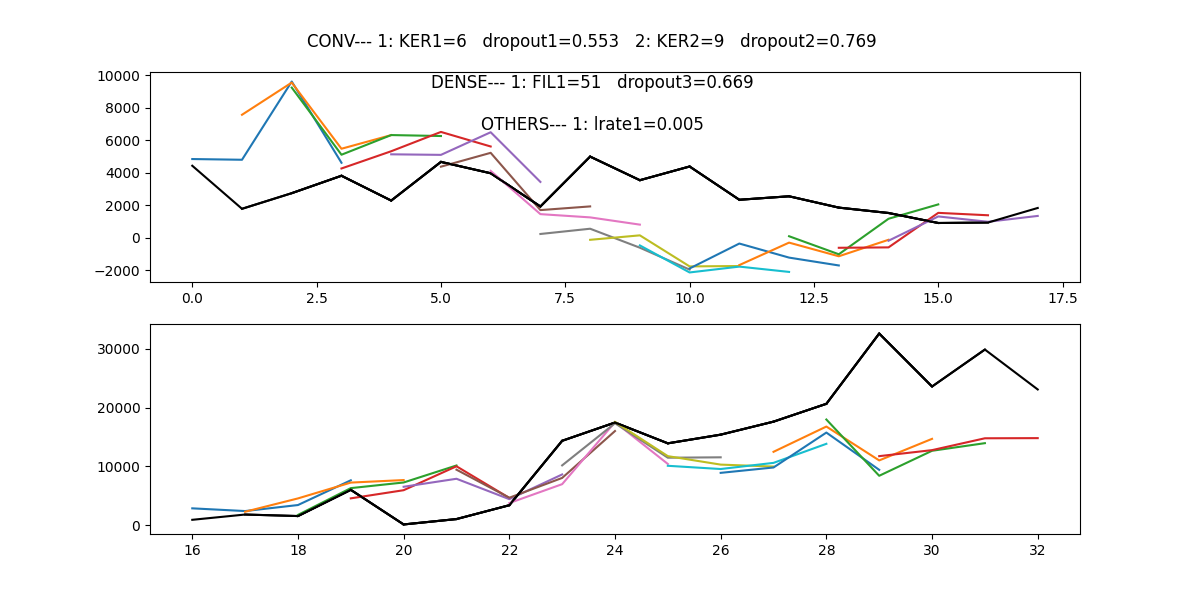 CONV--- 1: KER1=6   dropout1=0.553   2: KER2=9   dropout2=0.769
DENSE--- 1: FIL1=51   dropout3=0.669
OTHERS--- 1: lrate1=0.005
10000
8000
6000
4000
2000
0
−2000
0.0 2.5 5.0 7.5 10.0 12.5 15.0 17.5
30000
20000
10000
0
16 18 20 22 24 26 28 30 32